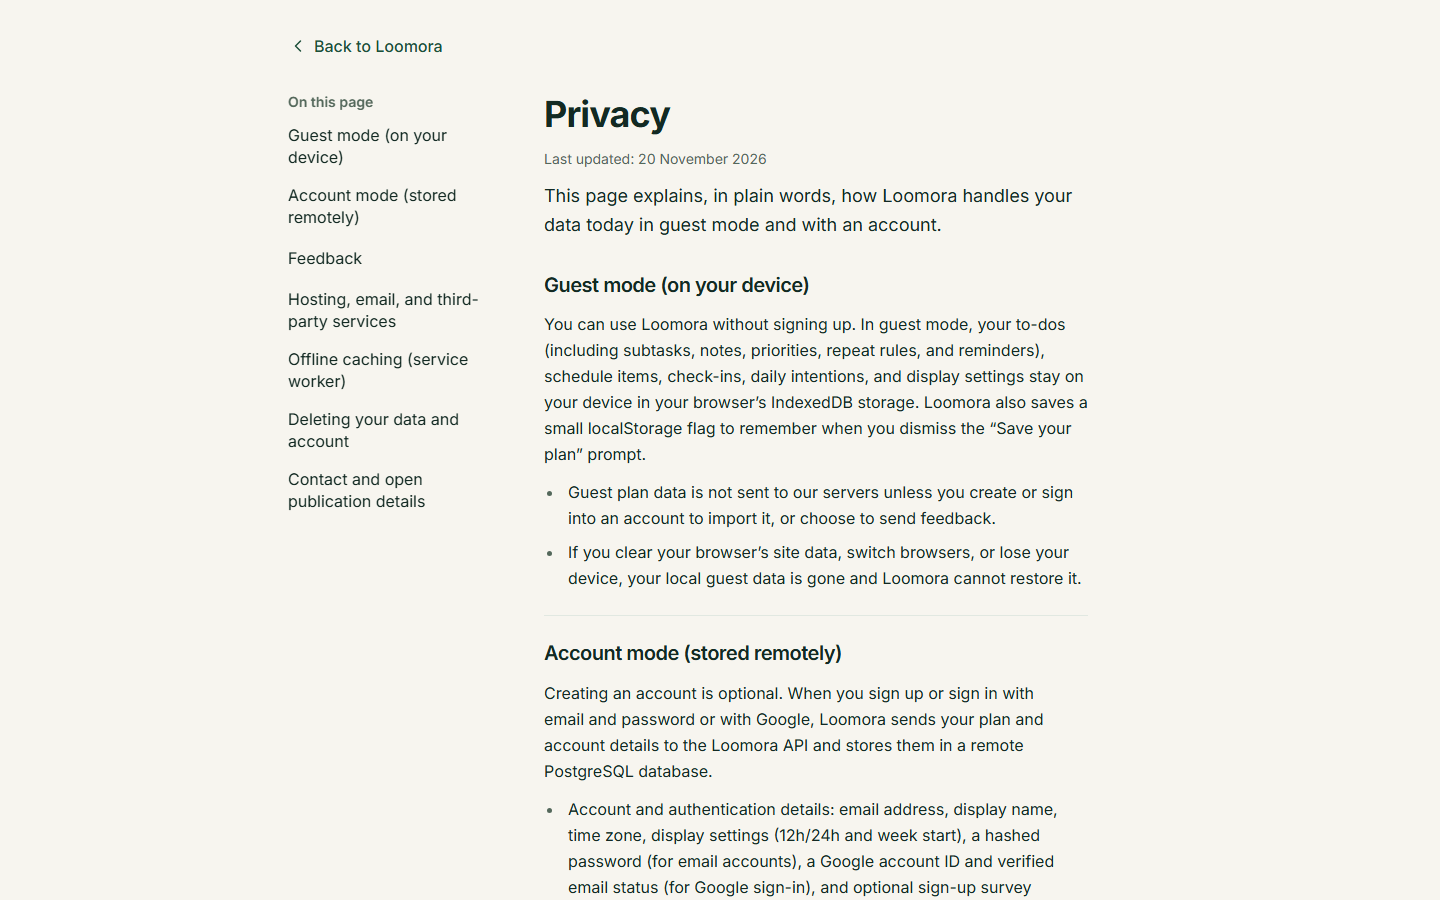 Back to Loomora
On this page
Guest mode (on your
device)
Account mode (stored
remotely)
Feedback
Hosting, email, and third-
party services
Offline caching (service
worker)
Deleting your data and
account
Contact and open
publication details
Privacy
Last updated: 20 November 2026
This page explains, in plain words, how Loomora handles your
data today in guest mode and with an account.
Guest mode (on your device)
You can use Loomora without signing up. In guest mode, your to-dos
(including subtasks, notes, priorities, repeat rules, and reminders),
schedule items, check-ins, daily intentions, and display settings stay on
your device in your browser’s IndexedDB storage. Loomora also saves a
small localStorage flag to remember when you dismiss the “Save your
plan” prompt.
• Guest plan data is not sent to our servers unless you create or sign
into an account to import it, or choose to send feedback.
• If you clear your browser’s site data, switch browsers, or lose your
device, your local guest data is gone and Loomora cannot restore it.
Account mode (stored remotely)
Creating an account is optional. When you sign up or sign in with
email and password or with Google, Loomora sends your plan and
account details to the Loomora API and stores them in a remote
PostgreSQL database.
• Account and authentication details: email address, display name,
time zone, display settings (12h/24h and week start), a hashed
password (for email accounts), a Google account ID and verified
email status (for Google sign-in), and optional sign-up survey